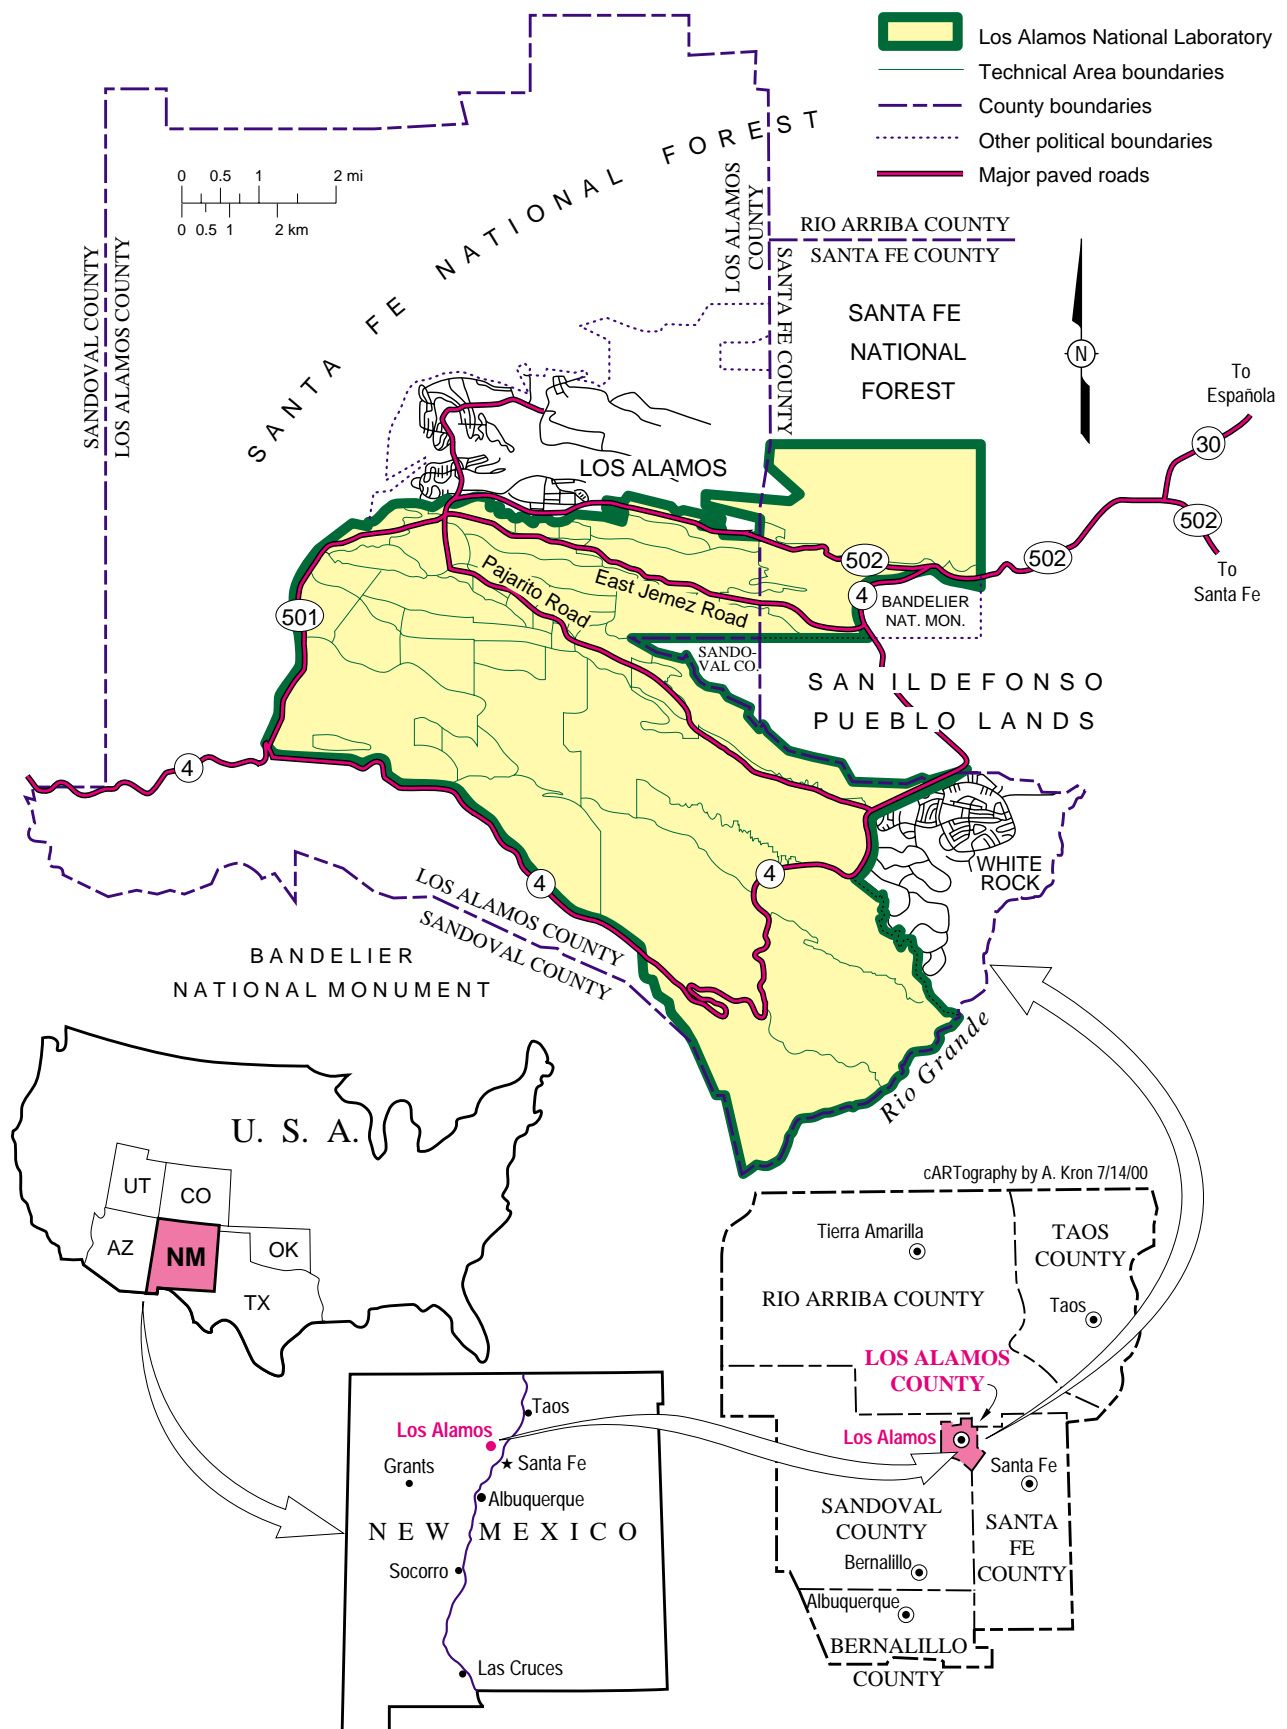 Los Alamos National Laboratory
Technical Area boundaries
County boundaries
Other political boundaries
Major paved roads
0 0.5 1 2 mi
0 0.5 1 2 km
SANTA FE NATIONAL FOREST
SANDOVAL COUNTY
LOS ALAMOS COUNTY
LOS ALAMOS
COUNTY
SANTA FE COUNTY
RIO ARRIBA COUNTY
SANTA FE COUNTY
SANTA FE
NATIONAL
FOREST
N
To
Española
30
502
To
Santa Fe
LOS ALAMOS
502
502
4
BANDELIER
NAT. MON.
501
Pajarito Road
East Jemez Road
SANDO-
VAL CO.
SAN ILDEFONSO
PUEBLO LANDS
4
4
4
WHITE
ROCK
LOS ALAMOS COUNTY
SANDOVAL COUNTY
BANDELIER
NATIONAL MONUMENT
Rio Grande
U. S. A.
UT
CO
AZ
NM
OK
TX
cARTography by A. Kron 7/14/00
Tierra Amarilla
TAOS
COUNTY
RIO ARRIBA COUNTY
Taos
LOS ALAMOS
COUNTY
Los Alamos
Santa Fe
SANDOVAL
COUNTY
SANTA
FE
COUNTY
Bernalillo
Albuquerque
BERNALILLO
COUNTY
Taos
Los Alamos
Grants
Santa Fe
Albuquerque
NEW MEXICO
Socorro
Las Cruces